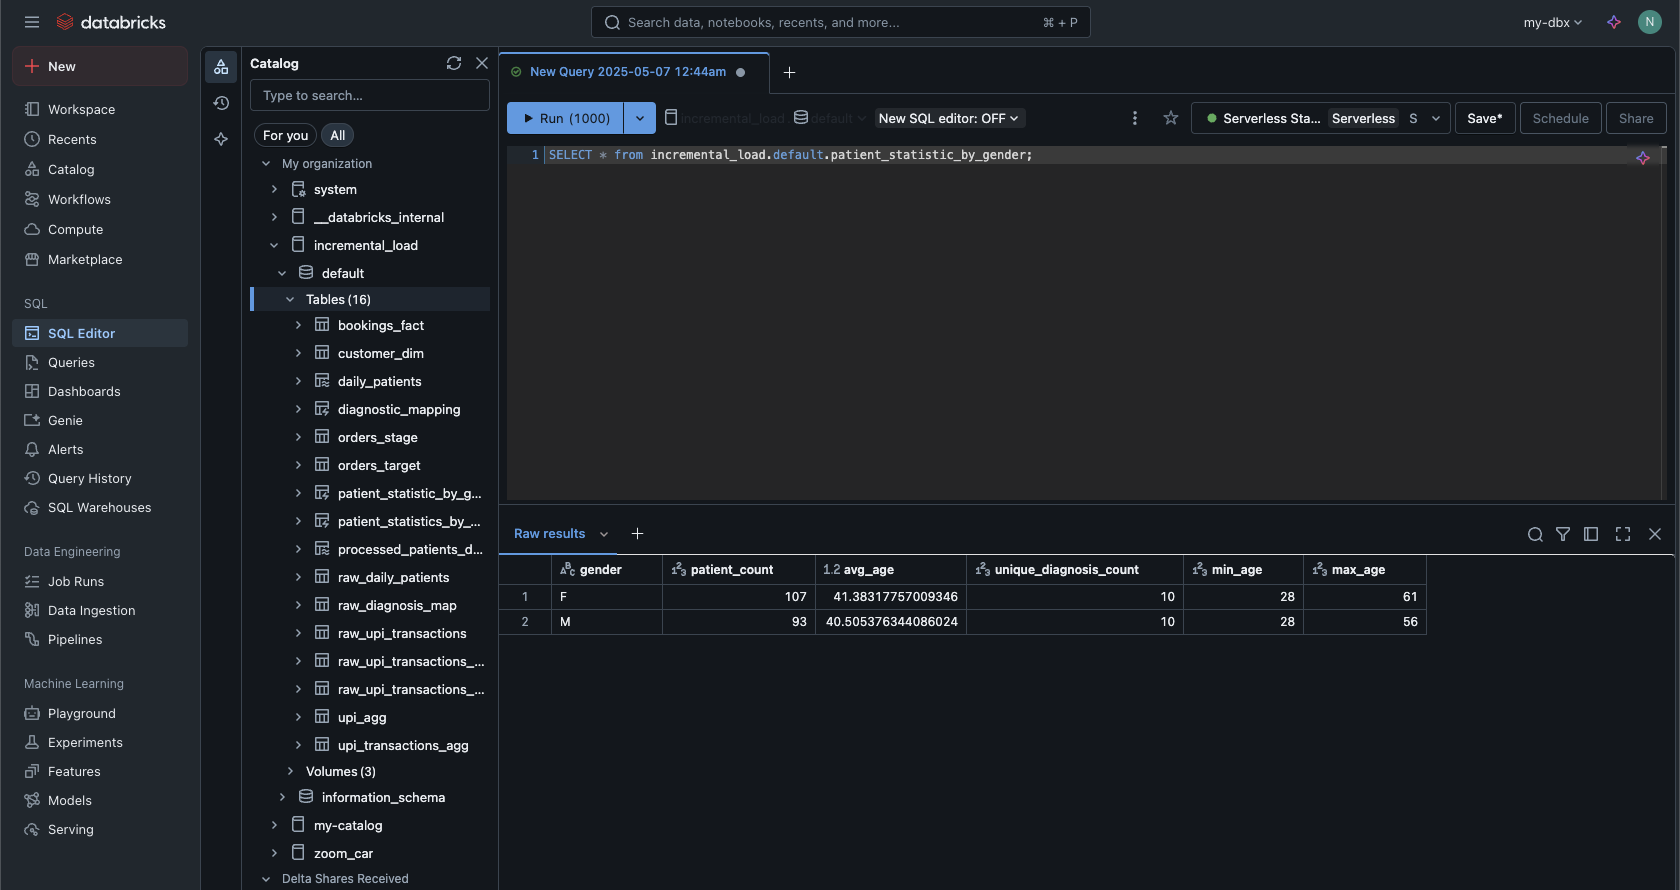 databricks
Search data, notebooks, recents, and more...
⌘ + P
my-dbx
N
New
Workspace
Recents
Catalog
Workflows
Compute
Marketplace
SQL
SQL Editor
Queries
Dashboards
Genie
Alerts
Query History
SQL Warehouses
Data Engineering
Job Runs
Data Ingestion
Pipelines
Machine Learning
Playground
Experiments
Features
Models
Serving
Catalog
Type to search...
For you
All
My organization
system
__databricks_internal
incremental_load
default
Tables (16)
bookings_fact
customer_dim
daily_patients
diagnostic_mapping
orders_stage
orders_target
patient_statistic_by_g...
patient_statistics_by_...
processed_patients_d...
raw_daily_patients
raw_diagnosis_map
raw_upi_transactions
raw_upi_transactions_...
raw_upi_transactions_...
upi_agg
upi_transactions_agg
Volumes (3)
information_schema
my-catalog
zoom_car
Delta Shares Received
New Query 2025-05-07 12:44am
Run (1000)
incremental_load.
default
New SQL editor: OFF
Serverless Sta...
Serverless
S
Save*
Schedule
Share
1 SELECT * from incremental_load.default.patient_statistic_by_gender;
Raw results
gender patient_count 1.2 avg_age unique_diagnosis_count min_age max_age
1 F 107 41.38317757009346 10 28 61
2 M 93 40.505376344086024 10 28 56